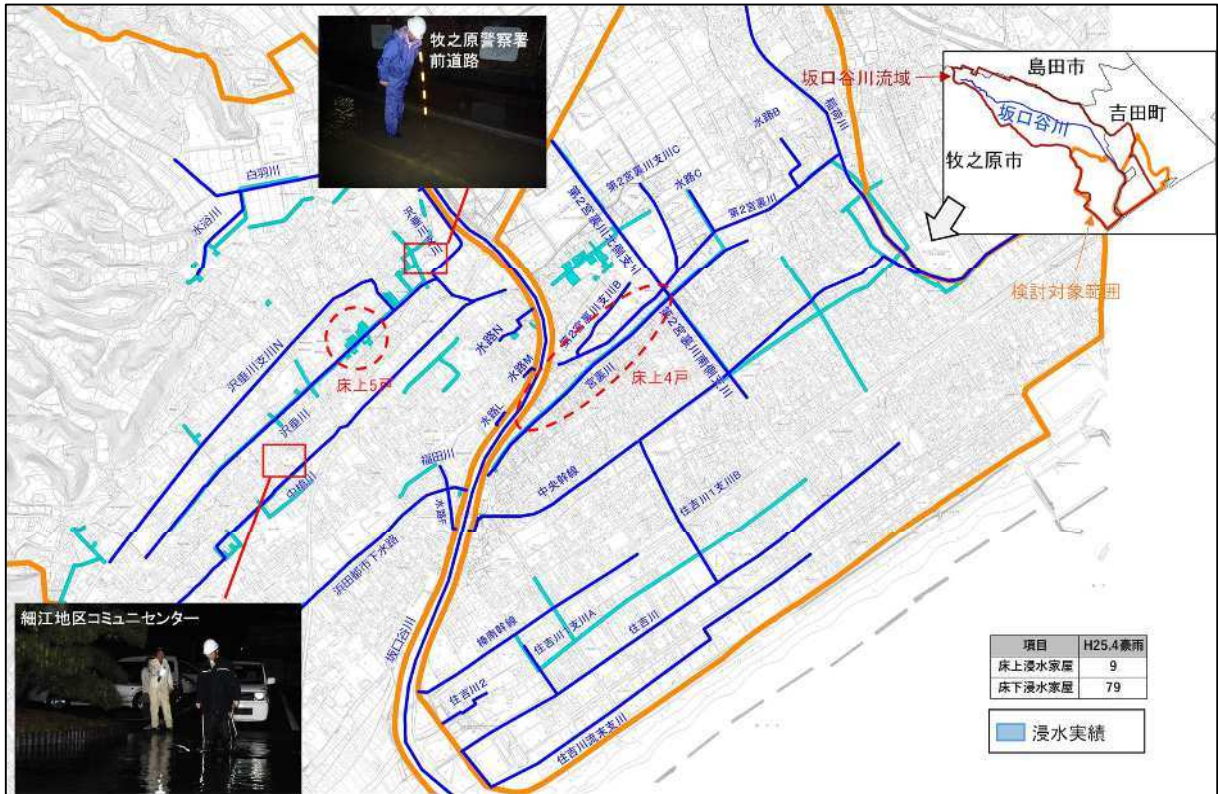 牧之原警察署
前道路
坂口谷川流域
島田市
吉田町
坂口谷川
牧之原市
検討対象範囲
稲荷川
水路B
第2宮裏川支川C
水路C
第2宮裏川
第2宮裏川北側支川
白羽川
水浴川
沢垂川支川
第2宮裏川支川B
水路N
水路M
水路L
宮裏川
床上4戸
第2宮裏川南側支川
沢垂川支川N
床上5戸
沢垂川
中橋川
福田川
水路F
中央幹線
住吉川1支川B
浜田都市下水路
細江地区コミュニセンター
坂口谷川
住吉川1支川A
住吉川
住吉川2
住吉川流末支川
項目
H25.4豪雨
床上浸水家屋
9
床下浸水家屋
79
浸水実績